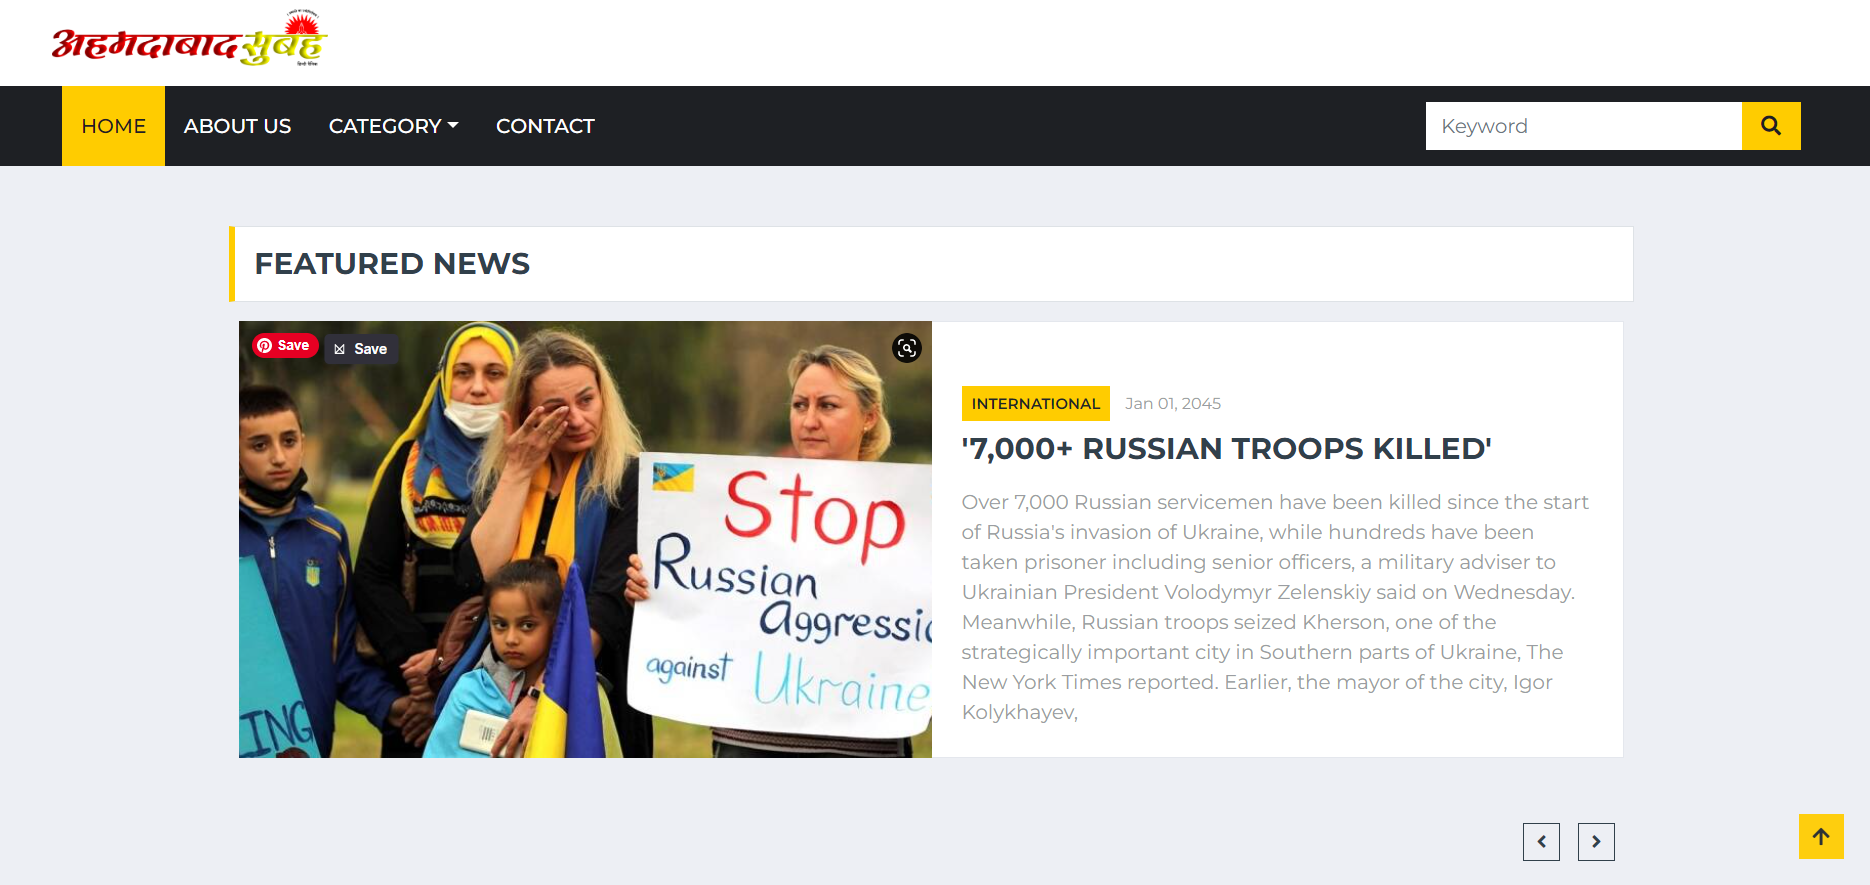 अहमदाबाद सुबह
हिन्दी दैनिक
HOME
ABOUT US
CATEGORY
CONTACT
Keyword
FEATURED NEWS
Save
Save
Stop
Russian
Aggressio
against Ukraine
ING
INTERNATIONAL Jan 01, 2045
'7,000+ RUSSIAN TROOPS KILLED'
Over 7,000 Russian servicemen have been killed since the start
of Russia's invasion of Ukraine, while hundreds have been
taken prisoner including senior officers, a military adviser to
Ukrainian President Volodymyr Zelenskiy said on Wednesday.
Meanwhile, Russian troops seized Kherson, one of the
strategically important city in Southern parts of Ukraine, The
New York Times reported. Earlier, the mayor of the city, Igor
Kolykhayev,